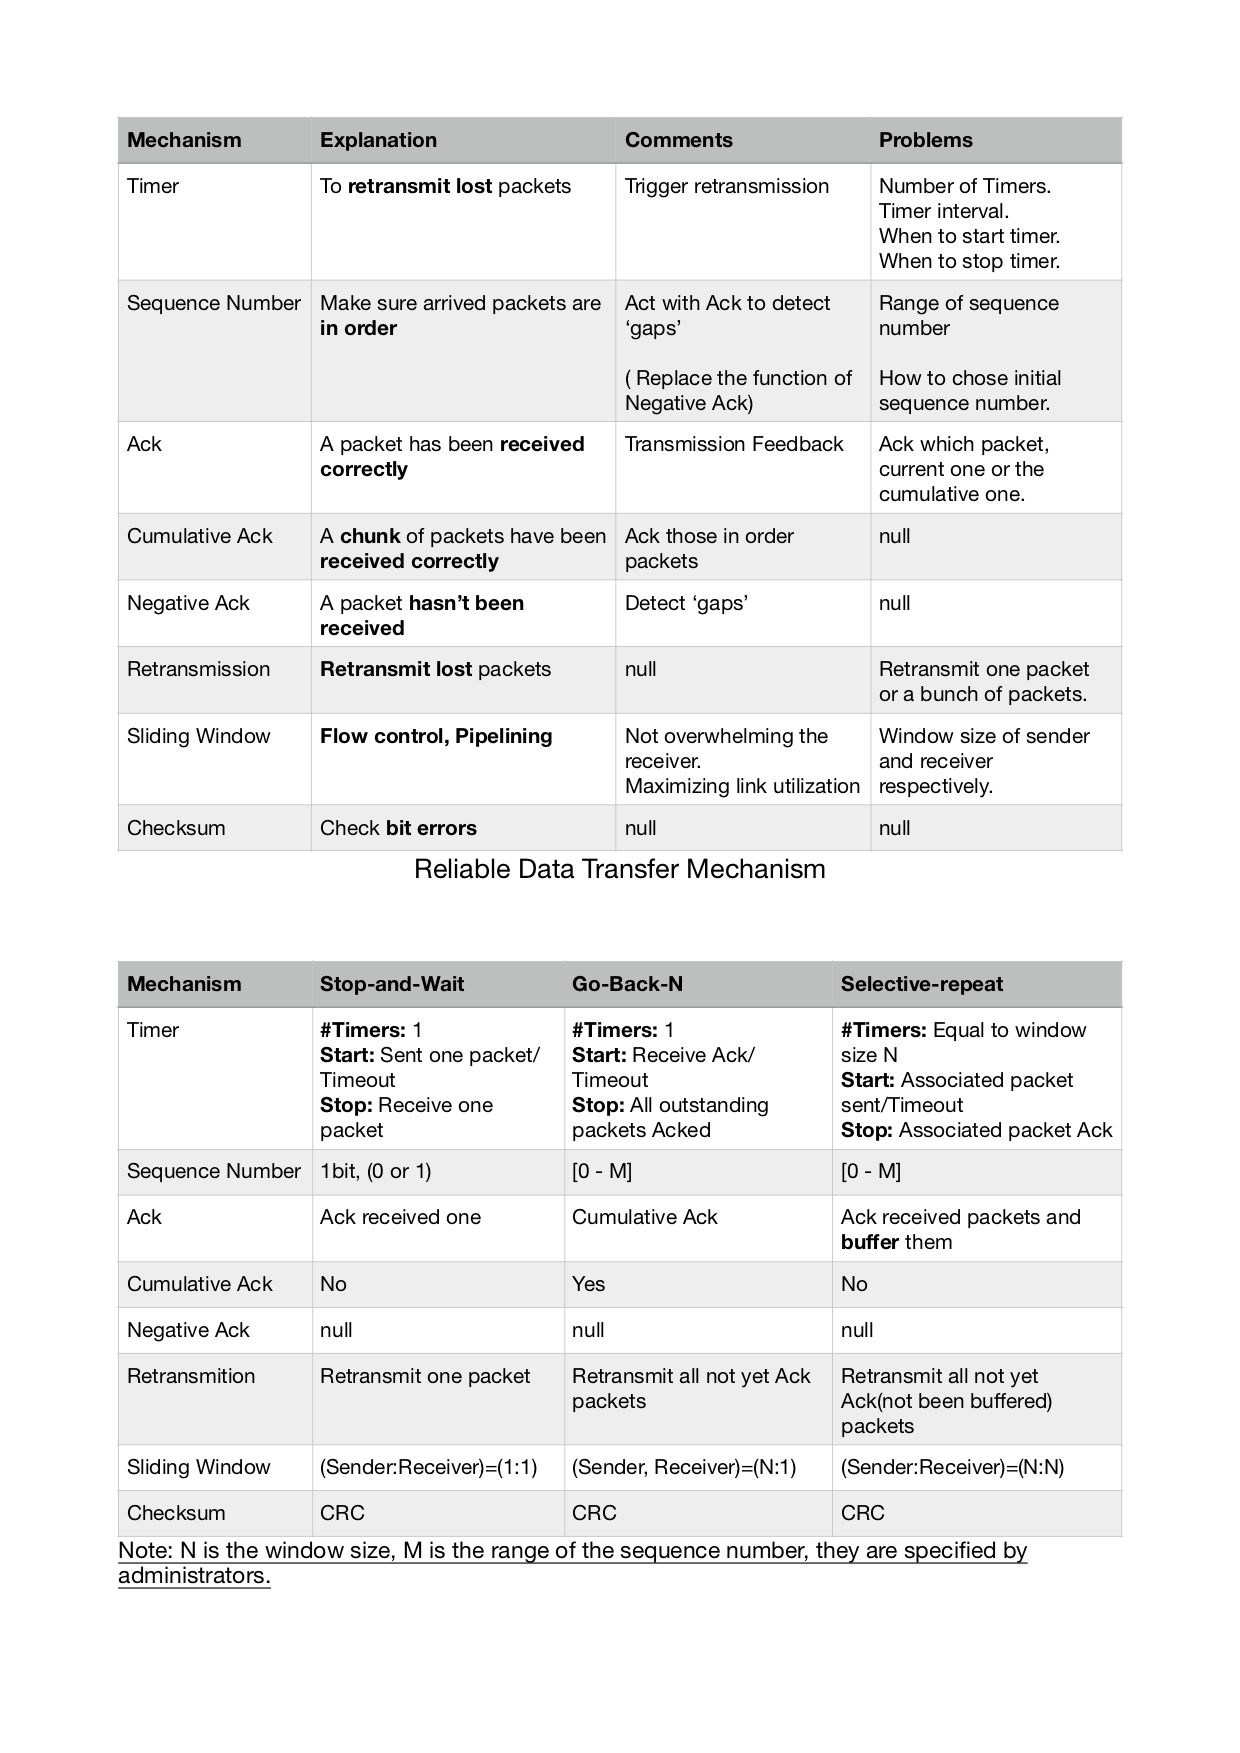 Mechanism Explanation Comments Problems
Timer To retransmit lost packets Trigger retransmission Number of Timers.
Timer interval.
When to start timer.
When to stop timer.
Sequence Number Make sure arrived packets are Act with Ack to detect Range of sequence
in order ‘gaps’ number
( Replace the function of How to chose initial
Negative Ack) sequence number.
Ack A packet has been received Transmission Feedback Ack which packet,
correctly current one or the
cumulative one.
Cumulative Ack A chunk of packets have been Ack those in order null
received correctly packets
Negative Ack A packet hasn’t been Detect ‘gaps’ null
received
Retransmission Retransmit lost packets null Retransmit one packet
or a bunch of packets.
Sliding Window Flow control, Pipelining Not overwhelming the Window size of sender
receiver. and receiver
Maximizing link utilization respectively.
Checksum Check bit errors null null
Reliable Data Transfer Mechanism
Mechanism Stop-and-Wait Go-Back-N Selective-repeat
Timer #Timers: 1 #Timers: 1 #Timers: Equal to window
Start: Sent one packet/ Start: Receive Ack/ size N
Timeout Timeout Start: Associated packet
Stop: Receive one Stop: All outstanding sent/Timeout
packet packets Acked Stop: Associated packet Ack
Sequence Number 1bit, (0 or 1) [0 - M] [0 - M]
Ack Ack received one Cumulative Ack Ack received packets and
buffer them
Cumulative Ack No Yes No
Negative Ack null null null
Retransmition Retransmit one packet Retransmit all not yet Ack Retransmit all not yet
packets Ack(not been buffered)
packets
Sliding Window (Sender:Receiver)=(1:1) (Sender, Receiver)=(N:1) (Sender:Receiver)=(N:N)
Checksum CRC CRC CRC
Note: N is the window size, M is the range of the sequence number, they are specified by
administrators.